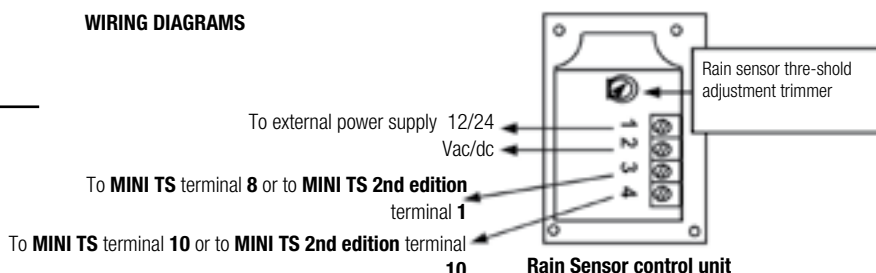 WIRING DIAGRAMS
Rain sensor thre-shold
adjustment trimmer
To external power supply 12/24
Vac/dc
To MINI TS terminal 8 or to MINI TS 2nd edition
terminal 1
To MINI TS terminal 10 or to MINI TS 2nd edition terminal
10
1
2
3
4
Rain Sensor control unit